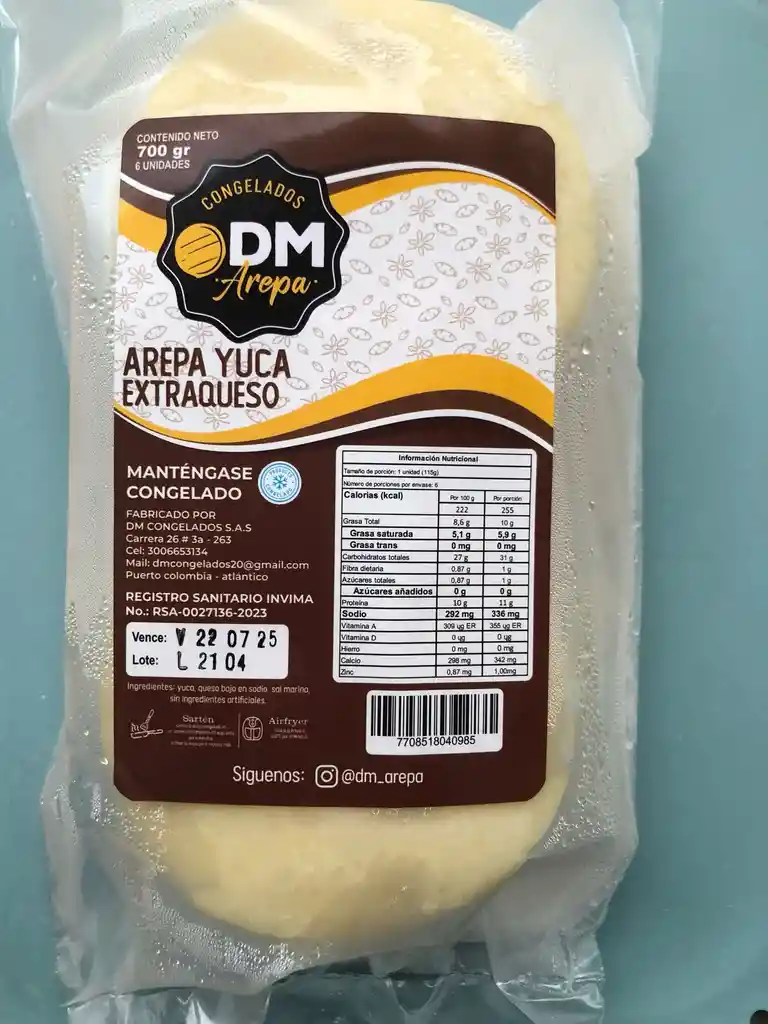 CONTENIDO NETO
700 gr
6 UNIDADES
CONGELADOS
DM
Arepa
AREPA YUCA
EXTRAQUESO
MANTÉNGASE
CONGELADO
PRODUCTO
CONGELADO
FABRICADO POR
DM CONGELADOS S.A.S
Carrera 26 # 3a - 263
Cel: 3006653134
Mail: dmcongelados20@gmail.com
Puerto colombia - atlántico
REGISTRO SANITARIO INVIMA
No.: RSA-0027136-2023
Vence: V 22 07 25
Lote: L 21 04
Ingredientes: yuca, queso bajo en sodio, sal marina,
sin ingredientes artificiales.
Sartén
Airfryer
Información Nutricional
Tamaño de porción: 1 unidad (115g)
Número de porciones por envase: 6
Calorías (kcal) Por 100 g Por porción
222 255
Grasa Total 8,6 g 10 g
Grasa saturada 5,1 g 5,9 g
Grasa trans 0 mg 0 mg
Carbohidratos totales 27 g 31 g
Fibra dietaria 0,87 g 1 g
Azúcares totales 0,87 g 1 g
Azúcares añadidos 0 g 0 g
Proteína 10 g 11 g
Sodio 292 mg 336 mg
Vitamina A 309 ug ER 355 ug ER
Vitamina D 0 ug 0 ug
Hierro 0 mg 0 mg
Calcio 298 mg 342 mg
Zinc 0,87 mg 1,00mg
7708518040985
Siguenos: @dm_arepa